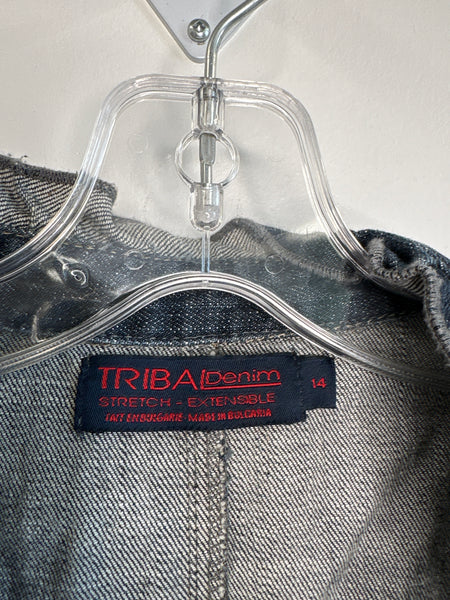 TRIBAL Denim 14
STRETCH - EXTENSIBLE
FAIT EN BULGARIE - MADE IN BULGARIA